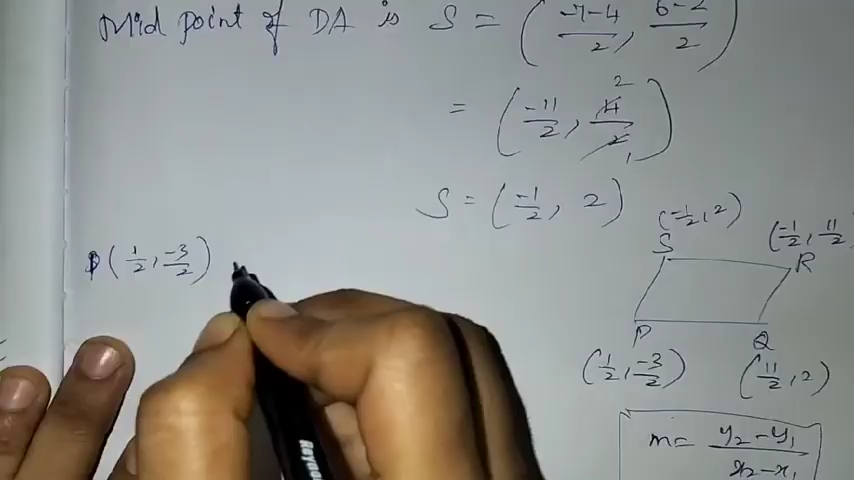 Mid point of DA is S = (-7-4/2, 6-2/2)
= (-11/2, 4/2) 2 1
S = (-1/2, 2)
(-1/2, 2)
(-1/2, 11/2
S
R
P(1/2, -3/2)
P
Q
(1/2, -3/2)
(11/2, 2)
m = y₂-y₁/x₂-x₁